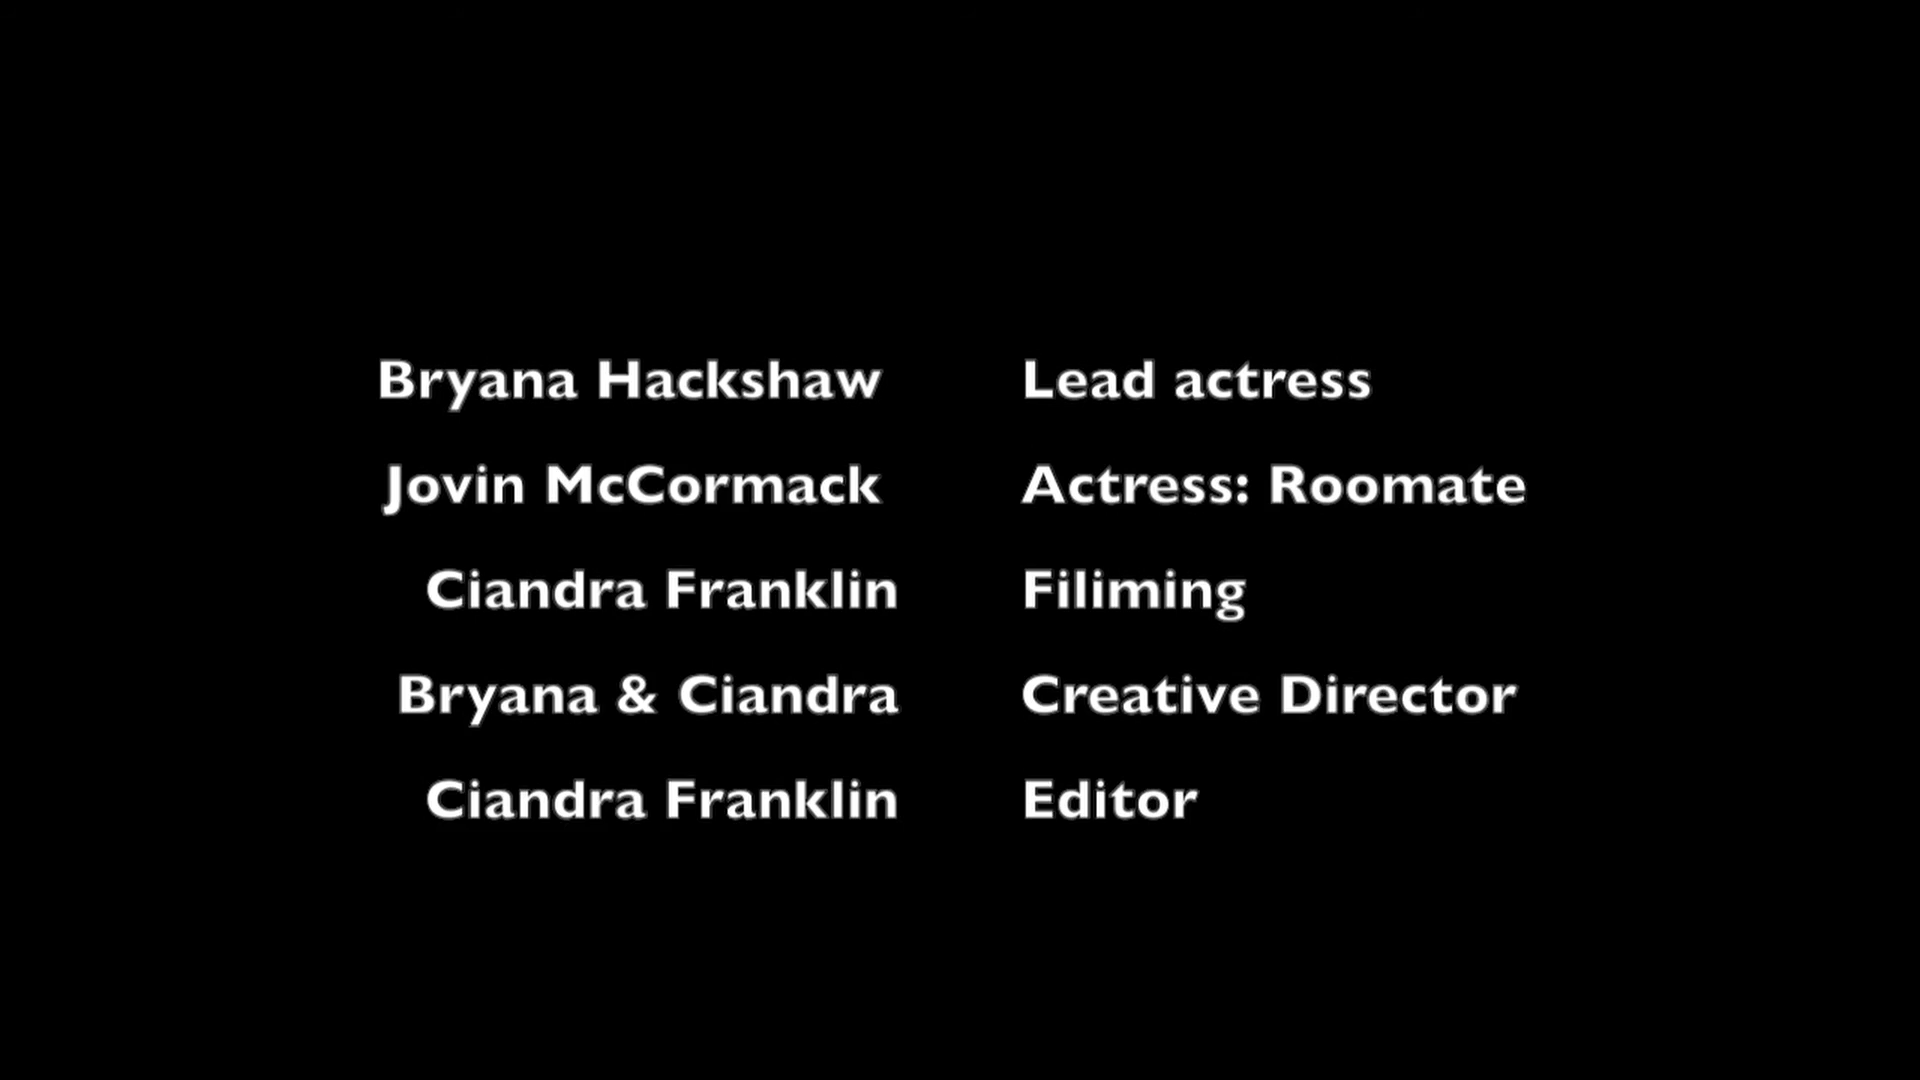 Bryana Hackshaw Lead actress
Jovin McCormack Actress: Roomate
Ciandra Franklin Filiming
Bryana & Ciandra Creative Director
Ciandra Franklin Editor